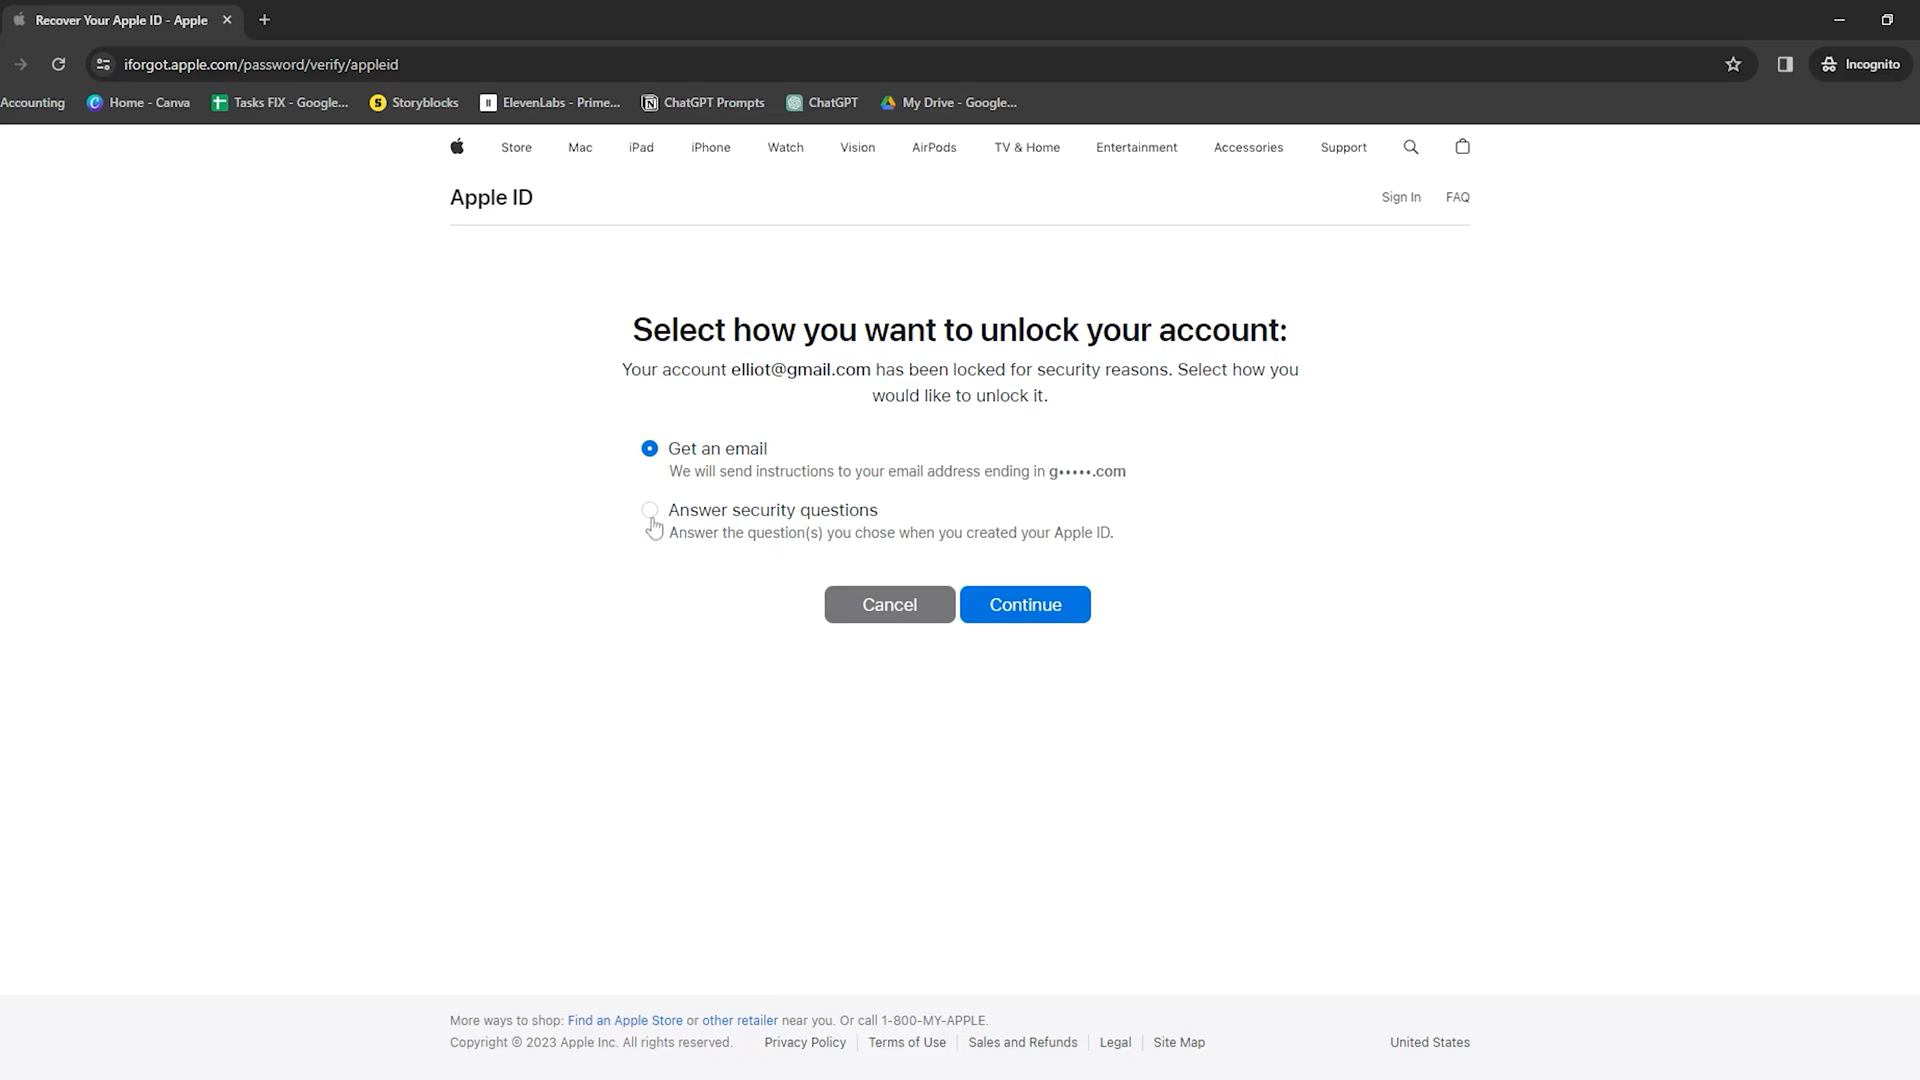 Recover Your Apple ID - Apple
iforgot.apple.com/password/verify/appleid
Incognito
Accounting
Home - Canva
Tasks FIX - Google...
Storyblocks
ElevenLabs - Prime...
ChatGPT Prompts
ChatGPT
My Drive - Google...
Store
Mac
iPad
iPhone
Watch
Vision
AirPods
TV & Home
Entertainment
Accessories
Support
Apple ID
Sign In
FAQ
Select how you want to unlock your account:
Your account elliot@gmail.com has been locked for security reasons. Select how you
would like to unlock it.
Get an email
We will send instructions to your email address ending in g•••••.com
Answer security questions
Answer the question(s) you chose when you created your Apple ID.
Cancel
Continue
More ways to shop: Find an Apple Store or other retailer near you. Or call 1-800-MY-APPLE.
Copyright © 2023 Apple Inc. All rights reserved.
Privacy Policy
Terms of Use
Sales and Refunds
Legal
Site Map
United States